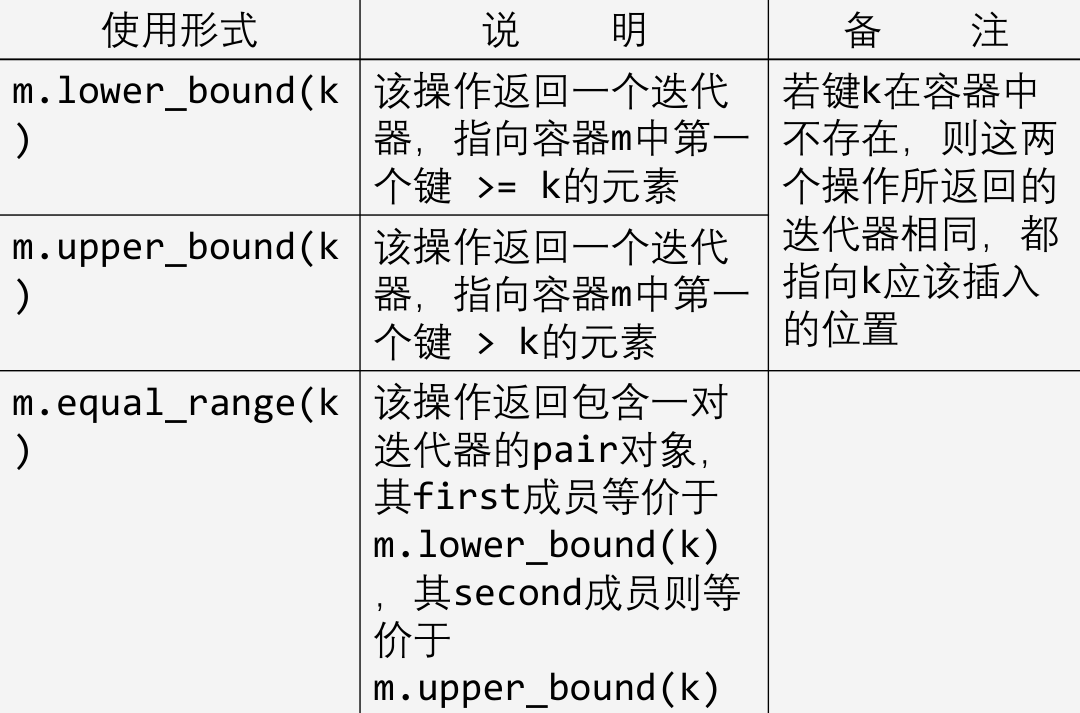 使用形式
说 明
备 注
m.lower_bound(k
)
该操作返回一个迭代
器, 指向容器m中第一
个键 >= k的元素
若键k在容器中
不存在, 则这两
个操作所返回的
迭代器相同, 都
指向k应该插入
的位置
m.upper_bound(k
)
该操作返回一个迭代
器, 指向容器m中第一
个键 > k的元素
m.equal_range(k
)
该操作返回包含一对
迭代器的pair对象,
其first成员等价于
m.lower_bound(k)
, 其second成员则等
价于
m.upper_bound(k)